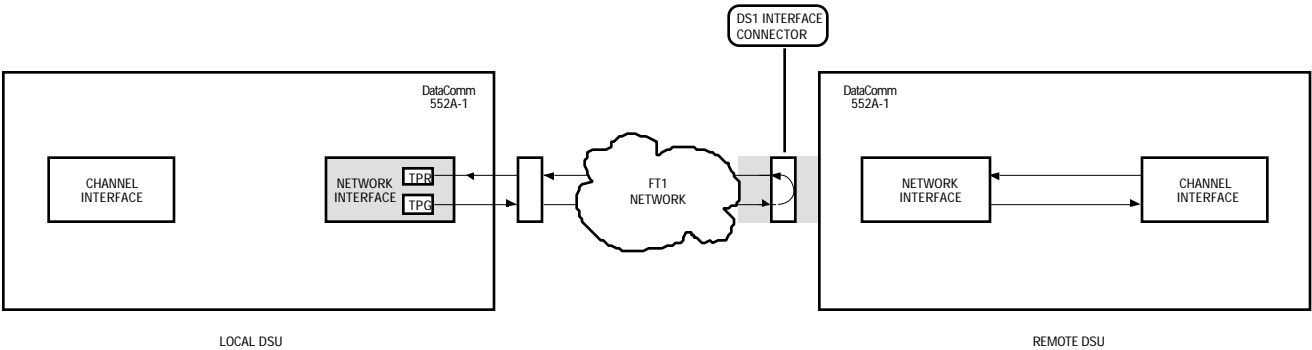 DS1 INTERFACE
CONNECTOR
DataComm
552A-1
DataComm
552A-1
CHANNEL
INTERFACE
NETWORK
INTERFACE
TPR
TPG
FT1
NETWORK
NETWORK
INTERFACE
CHANNEL
INTERFACE
LOCAL DSU
REMOTE DSU